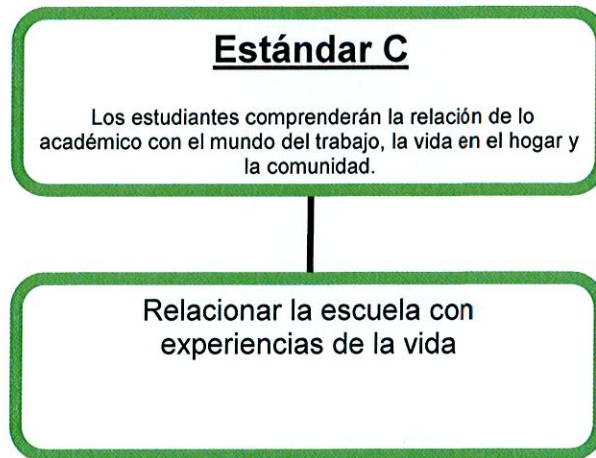 Estándar C
Los estudiantes comprenderán la relación de lo
académico con el mundo del trabajo, la vida en el hogar y
la comunidad.
Relacionar la escuela con
experiencias de la vida